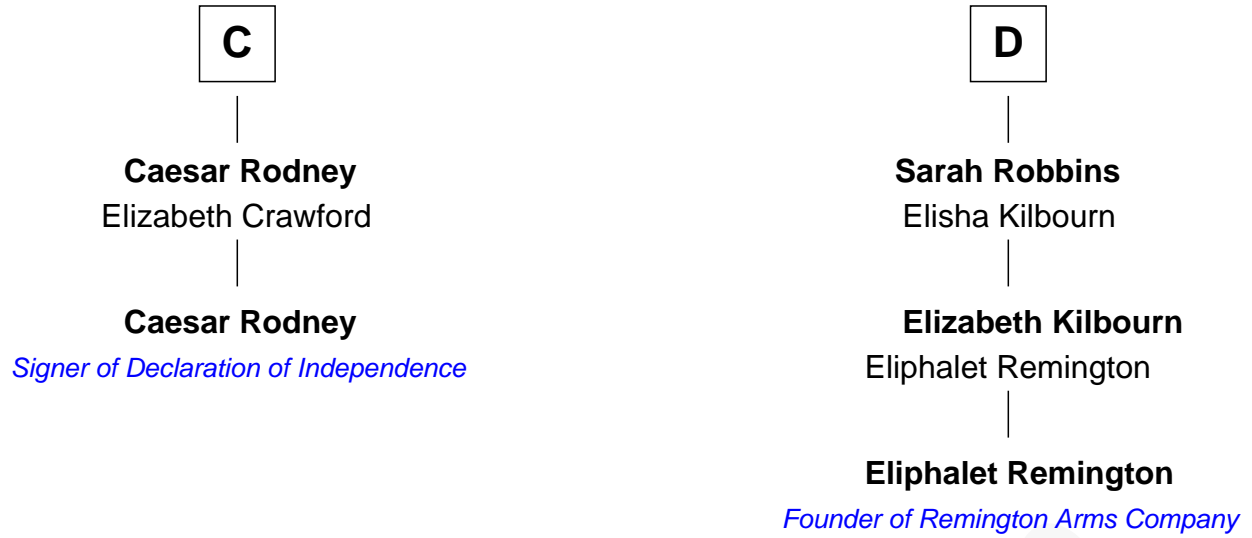 C
Caesar Rodney
Elizabeth Crawford
Caesar Rodney
Signer of Declaration of Independence
D
Sarah Robbins
Elisha Kilbourn
Elizabeth Kilbourn
Eliphalet Remington
Eliphalet Remington
Founder of Remington Arms Company